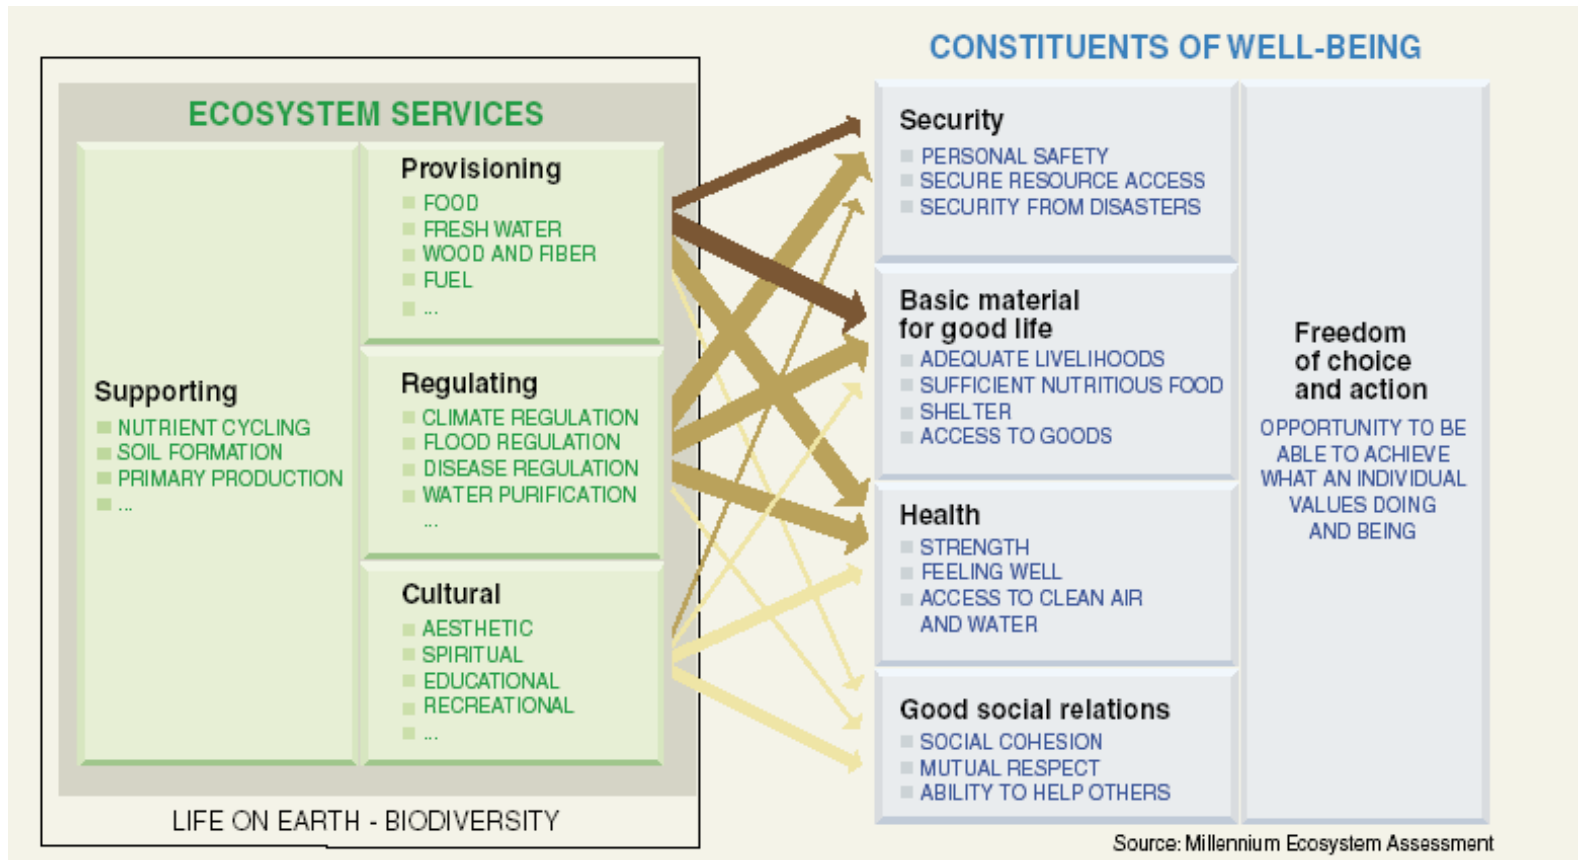 CONSTITUENTS OF WELL-BEING
ECOSYSTEM SERVICES
Supporting
NUTRIENT CYCLING
SOIL FORMATION
PRIMARY PRODUCTION
...
Provisioning
FOOD
FRESH WATER
WOOD AND FIBER
FUEL
...
Regulating
CLIMATE REGULATION
FLOOD REGULATION
DISEASE REGULATION
WATER PURIFICATION
...
Cultural
AESTHETIC
SPIRITUAL
EDUCATIONAL
RECREATIONAL
...
LIFE ON EARTH - BIODIVERSITY
Security
PERSONAL SAFETY
SECURE RESOURCE ACCESS
SECURITY FROM DISASTERS
Basic material
for good life
ADEQUATE LIVELIHOODS
SUFFICIENT NUTRITIOUS FOOD
SHELTER
ACCESS TO GOODS
Health
STRENGTH
FEELING WELL
ACCESS TO CLEAN AIR
AND WATER
Good social relations
SOCIAL COHESION
MUTUAL RESPECT
ABILITY TO HELP OTHERS
Freedom
of choice
and action
OPPORTUNITY TO BE
ABLE TO ACHIEVE
WHAT AN INDIVIDUAL
VALUES DOING
AND BEING
Source: Millennium Ecosystem Assessment